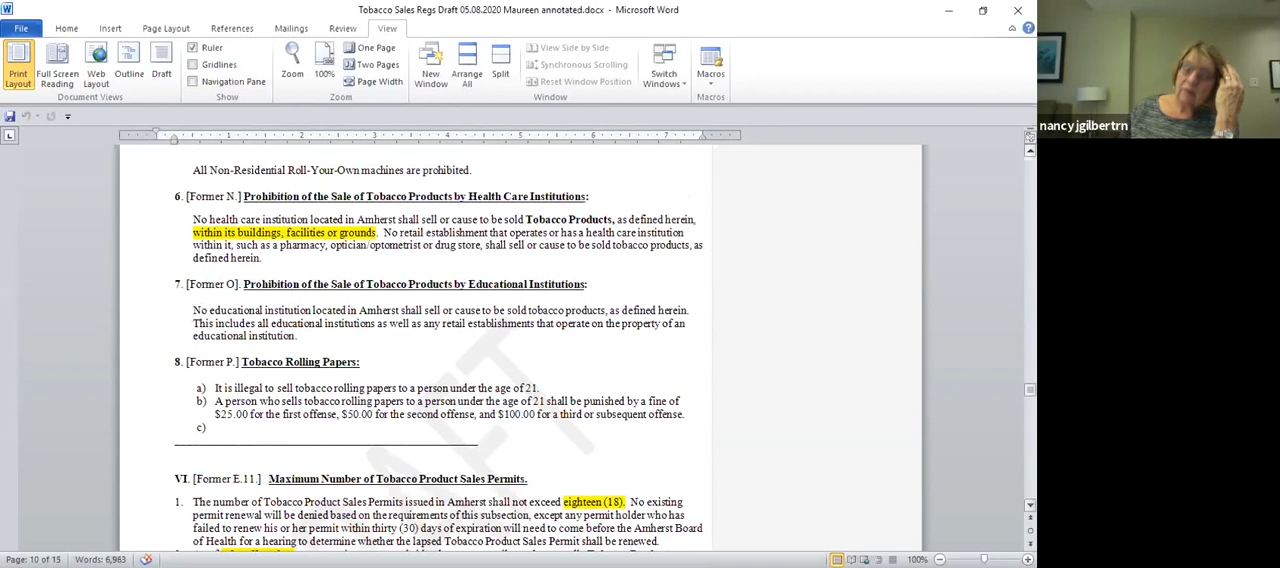 Tobacco Sales Regs Draft 05.08.2020 Maureen annotated.docx - Microsoft Word
File Home Insert Page Layout References Mailings Review View
Print Layout
Full Screen Reading
Web Layout
Outline
Draft
Document Views
Ruler
Gridlines
Navigation Pane
Show
Zoom
100%
One Page
Two Pages
Page Width
Zoom
New Window
Arrange All
Split
View Side by Side
Synchronous Scrolling
Reset Window Position
Window
Switch Windows
Macros
Macros
nancyjgilbertrn
1 2 3 4 5 6 7
All Non-Residential Roll-Your-Own machines are prohibited.
6. [Former N.] Prohibition of the Sale of Tobacco Products by Health Care Institutions:
No health care institution located in Amherst shall sell or cause to be sold Tobacco Products, as defined herein,
within its buildings, facilities or grounds. No retail establishment that operates or has a health care institution
within it, such as a pharmacy, optician/optometrist or drug store, shall sell or cause to be sold tobacco products, as
defined herein.
7. [Former O]. Prohibition of the Sale of Tobacco Products by Educational Institutions:
No educational institution located in Amherst shall sell or cause to be sold tobacco products, as defined herein.
This includes all educational institutions as well as any retail establishments that operate on the property of an
educational institution.
8. [Former P.] Tobacco Rolling Papers:
a) It is illegal to sell tobacco rolling papers to a person under the age of 21.
b) A person who sells tobacco rolling papers to a person under the age of 21 shall be punished by a fine of
$25.00 for the first offense, $50.00 for the second offense, and $100.00 for a third or subsequent offense.
c)
VI. [Former E.11.] Maximum Number of Tobacco Product Sales Permits.
1. The number of Tobacco Product Sales Permits issued in Amherst shall not exceed eighteen (18). No existing
permit renewal will be denied based on the requirements of this subsection, except any permit holder who has
failed to renew his or her permit within thirty (30) days of expiration will need to come before the Amherst Board
of Health for a hearing to determine whether the lapsed Tobacco Product Sales Permit shall be renewed.
DRAFT
Page: 10 of 15 Words: 6,963 100%